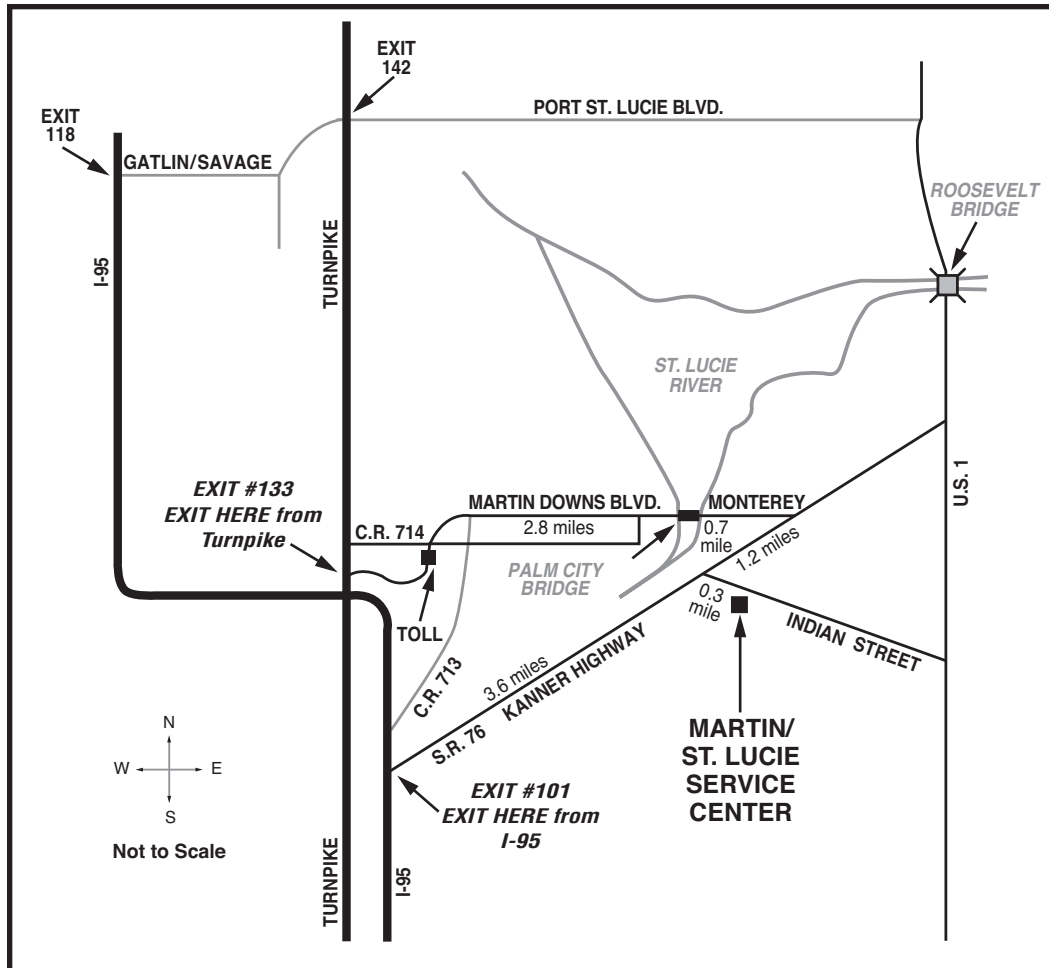 EXIT
142
EXIT
118
PORT ST. LUCIE BLVD.
GATLIN/SAVAGE
ROOSEVELT
BRIDGE
I-95
TURNPIKE
ST. LUCIE
RIVER
U.S. 1
EXIT #133
EXIT HERE from
Turnpike
MARTIN DOWNS BLVD.
MONTEREY
C.R. 714
2.8 miles
0.7
mile
1.2 miles
PALM CITY
BRIDGE
0.3
mile
TOLL
INDIAN STREET
C.R. 713
3.6 miles
KANNER HIGHWAY
S.R. 76
MARTIN/
ST. LUCIE
SERVICE
CENTER
N
W
E
S
Not to Scale
EXIT #101
EXIT HERE from
I-95
TURNPIKE
I-95